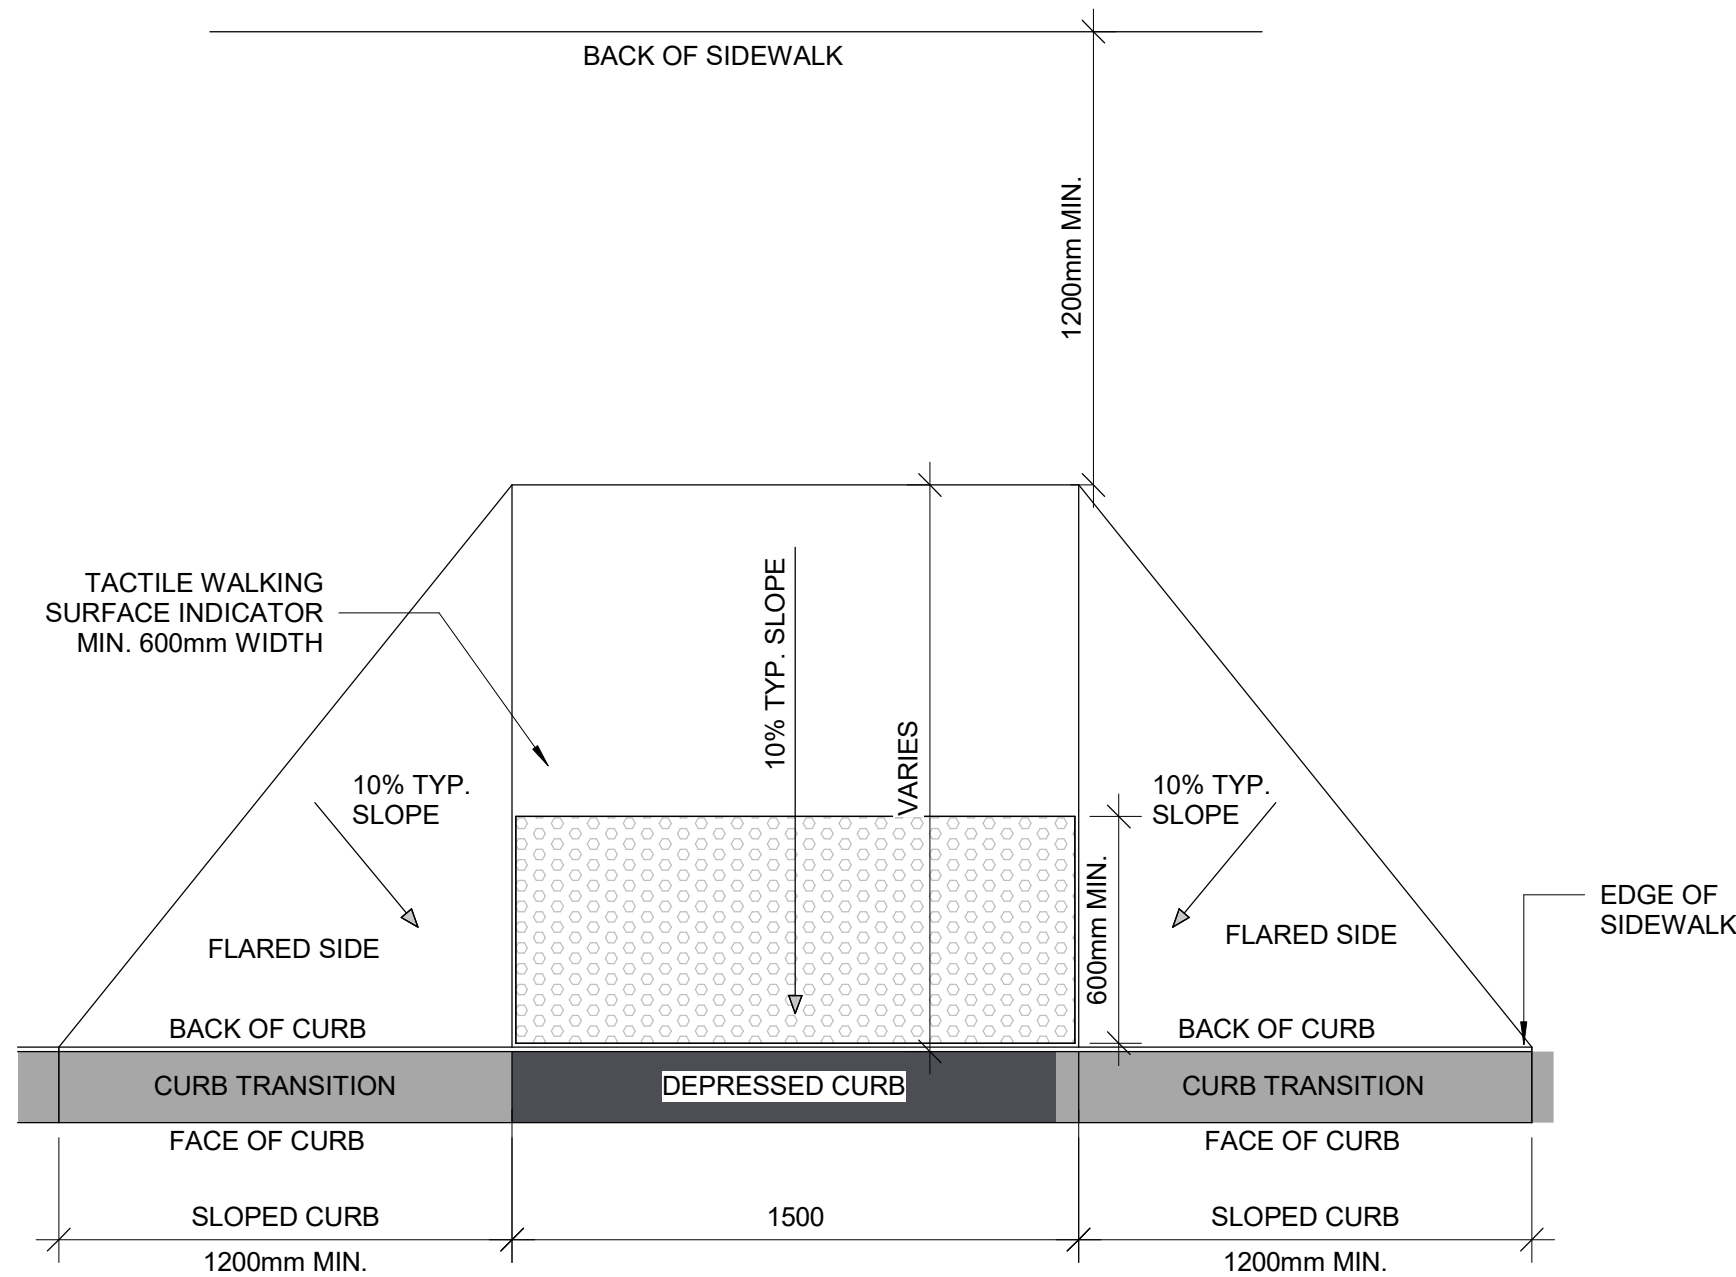 BACK OF SIDEWALK
1200mm MIN.
TACTILE WALKING
SURFACE INDICATOR
MIN. 600mm WIDTH
10% TYP. SLOPE
VARIES
10% TYP.
SLOPE
10% TYP.
SLOPE
600mm MIN.
EDGE OF
SIDEWALK
FLARED SIDE
FLARED SIDE
BACK OF CURB
BACK OF CURB
CURB TRANSITION
DEPRESSED CURB
CURB TRANSITION
FACE OF CURB
FACE OF CURB
SLOPED CURB
1500
SLOPED CURB
1200mm MIN.
1200mm MIN.